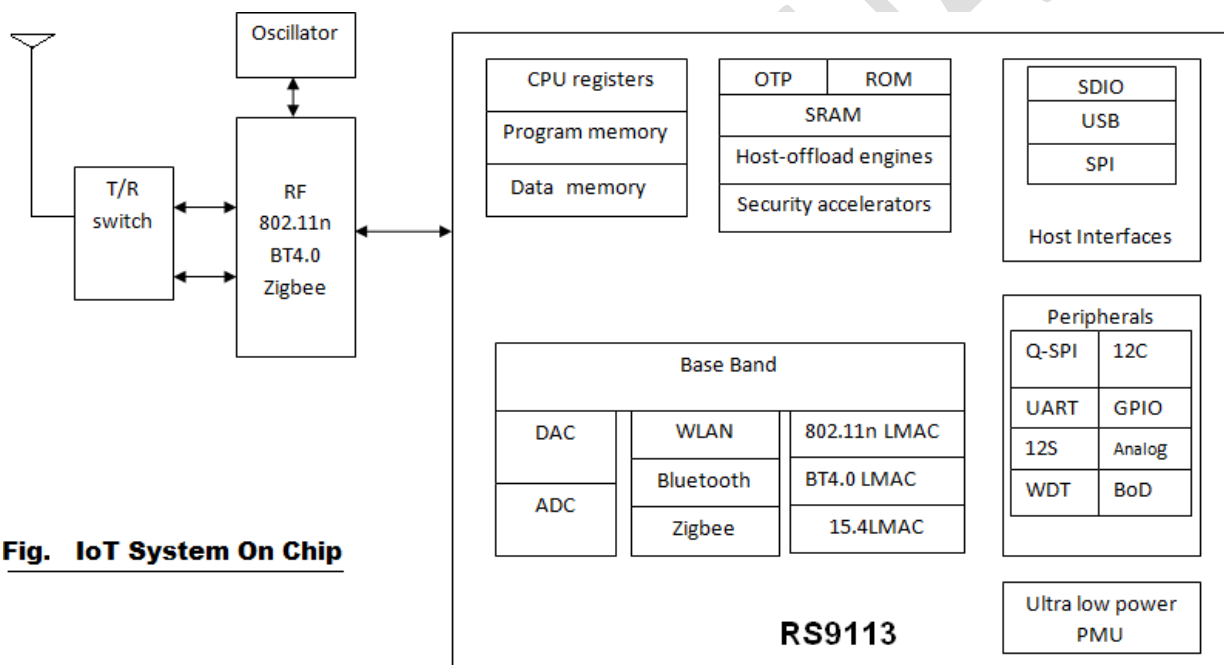 Oscillator
T/R
switch
RF
802.11n
BT4.0
Zigbee
CPU registers
Program memory
Data memory
OTP
ROM
SRAM
Host-offload engines
Security accelerators
SDIO
USB
SPI
Host Interfaces
Base Band
DAC
ADC
WLAN
Bluetooth
Zigbee
802.11n LMAC
BT4.0 LMAC
15.4LMAC
Peripherals
Q-SPI
12C
UART
GPIO
12S
Analog
WDT
BoD
Ultra low power
PMU
RS9113
Fig. IoT System On Chip